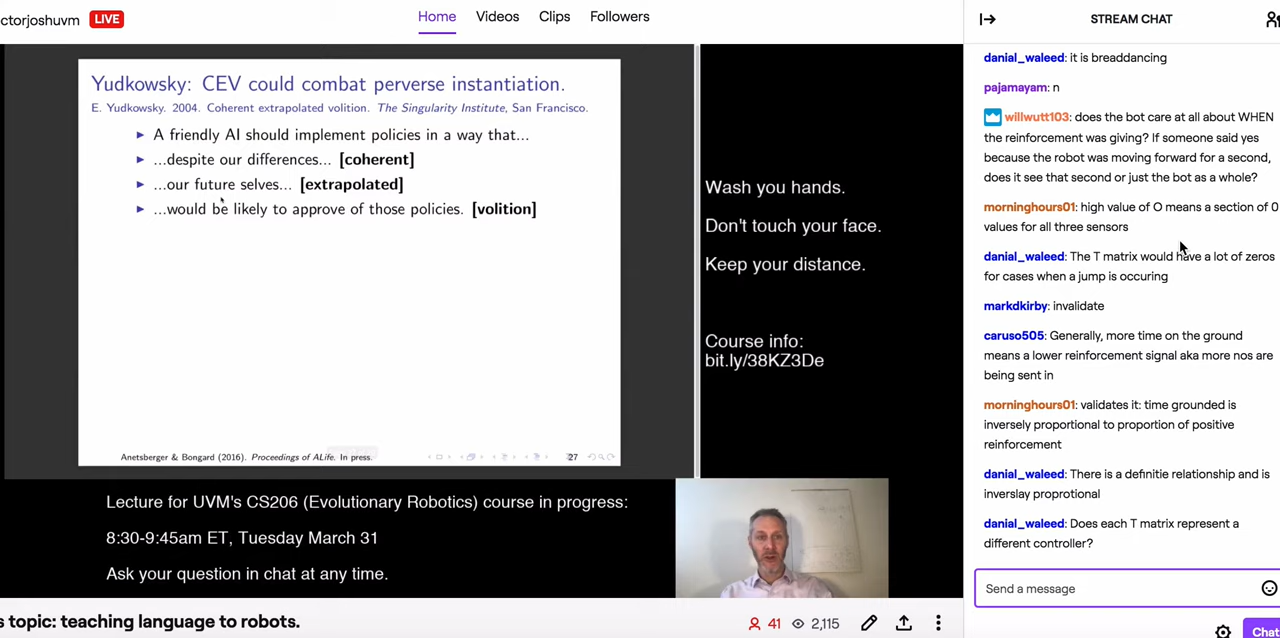 ctorjoshuvm LIVE
Home Videos Clips Followers
Yudkowsky: CEV could combat perverse instantiation.
E. Yudkowsky. 2004. Coherent extrapolated volition. The Singularity Institute, San Francisco.
A friendly AI should implement policies in a way that...
...despite our differences... [coherent]
...our future selves... [extrapolated]
...would be likely to approve of those policies. [volition]
Anetsberger & Bongard (2016). Proceedings of ALife. In press.
27
Wash you hands.
Don't touch your face.
Keep your distance.
Course info:
bit.ly/38KZ3De
Lecture for UVM's CS206 (Evolutionary Robotics) course in progress:
8:30-9:45am ET, Tuesday March 31
Ask your question in chat at any time.
s topic: teaching language to robots.
41 2,115
STREAM CHAT
danial_waleed: it is breaddancing
pajamayam: n
willwutt103: does the bot care at all about WHEN
the reinforcement was giving? If someone said yes
because the robot was moving forward for a second,
does it see that second or just the bot as a whole?
morninghours01: high value of O means a section of 0
values for all three sensors
danial_waleed: The T matrix would have a lot of zeros
for cases when a jump is occuring
markdkirby: invalidate
caruso505: Generally, more time on the ground
means a lower reinforcement signal aka more nos are
being sent in
morninghours01: validates it: time grounded is
inversely proportional to proportion of positive
reinforcement
danial_waleed: There is a definitie relationship and is
inverslay proprotional
danial_waleed: Does each T matrix represent a
different controller?
Send a message
Chat